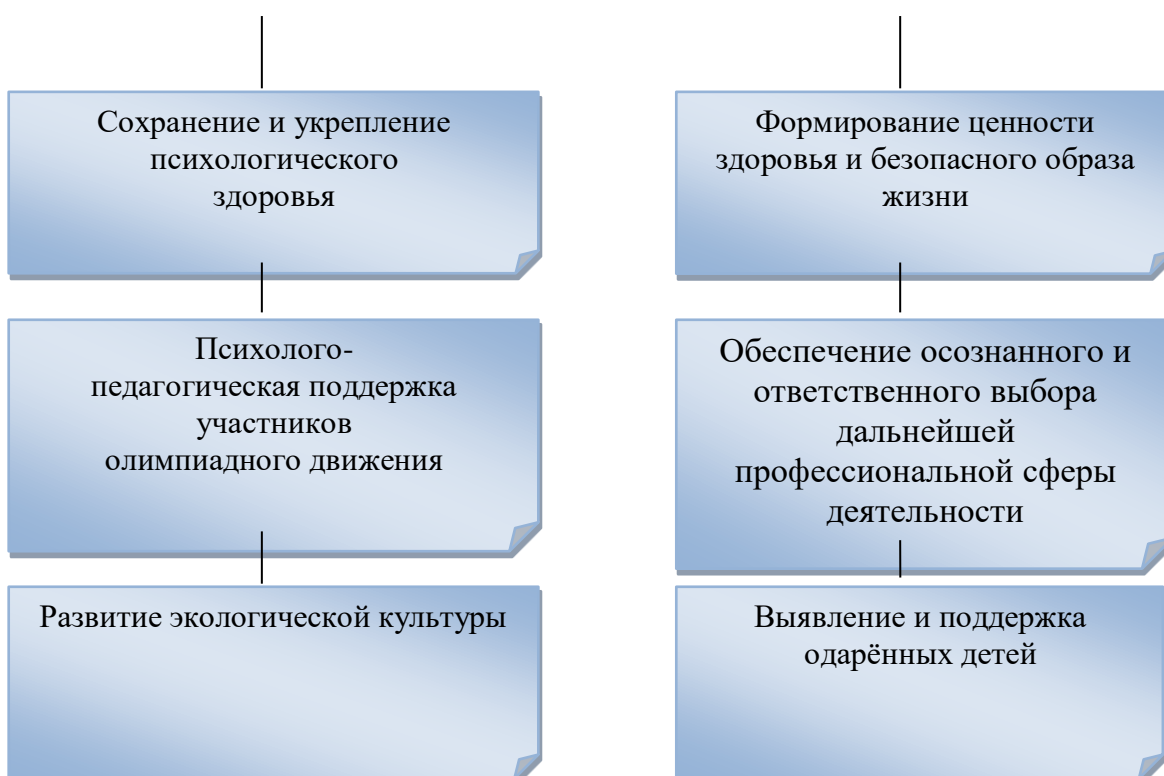 Сохранение и укрепление
психологического
здоровья
Формирование ценности
здоровья и безопасного образа
жизни
Психолого-
педагогическая поддержка
участников
олимпиадного движения
Обеспечение осознанного и
ответственного выбора
дальнейшей
профессиональной сферы
деятельности
Развитие экологической культуры
Выявление и поддержка
одарённых детей